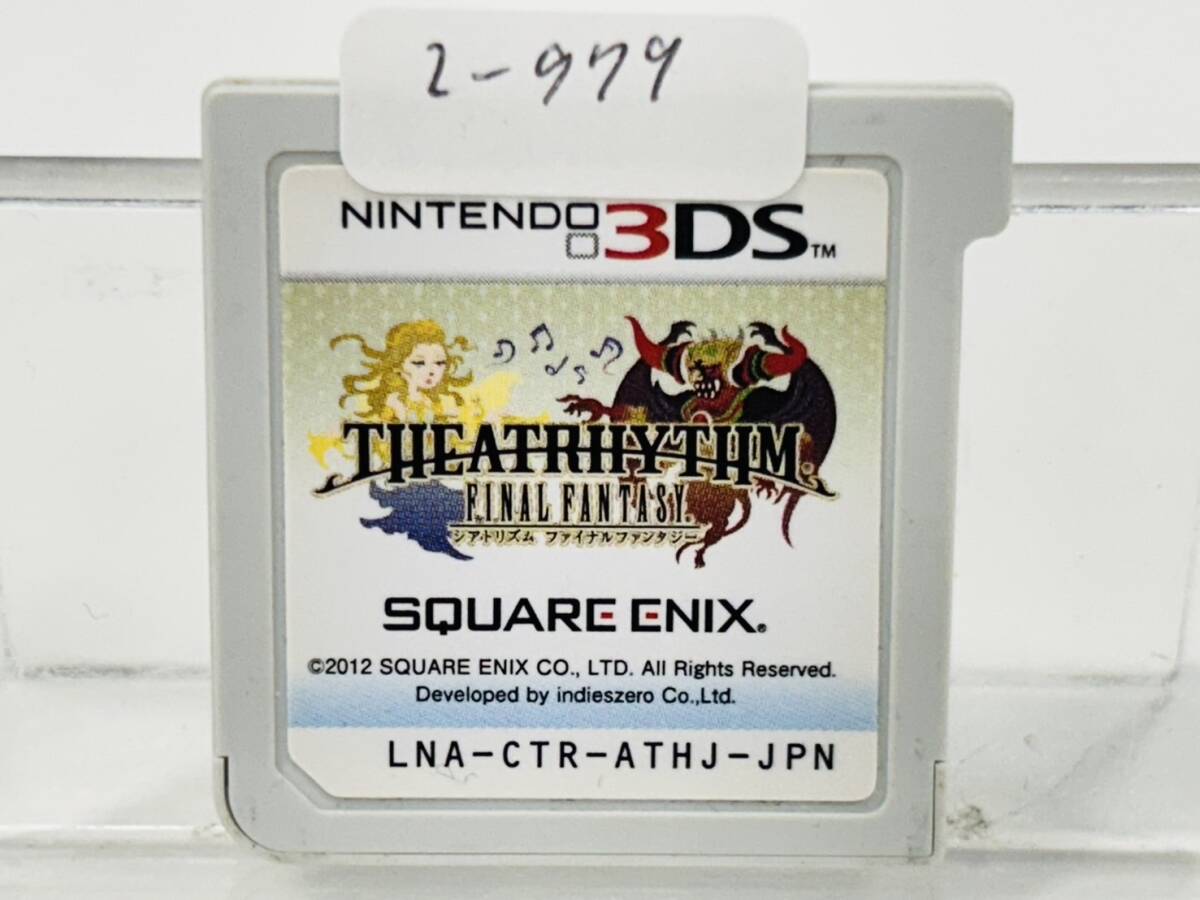 2-979
NINTENDO 3DS™
THEATRHYTHM®
FINAL FANTASY®
シアトリズム ファイナルファンタジー
SQUARE ENIX®
©2012 SQUARE ENIX CO., LTD. All Rights Reserved.
Developed by indieszero Co.,Ltd.
LNA-CTR-ATHJ-JPN